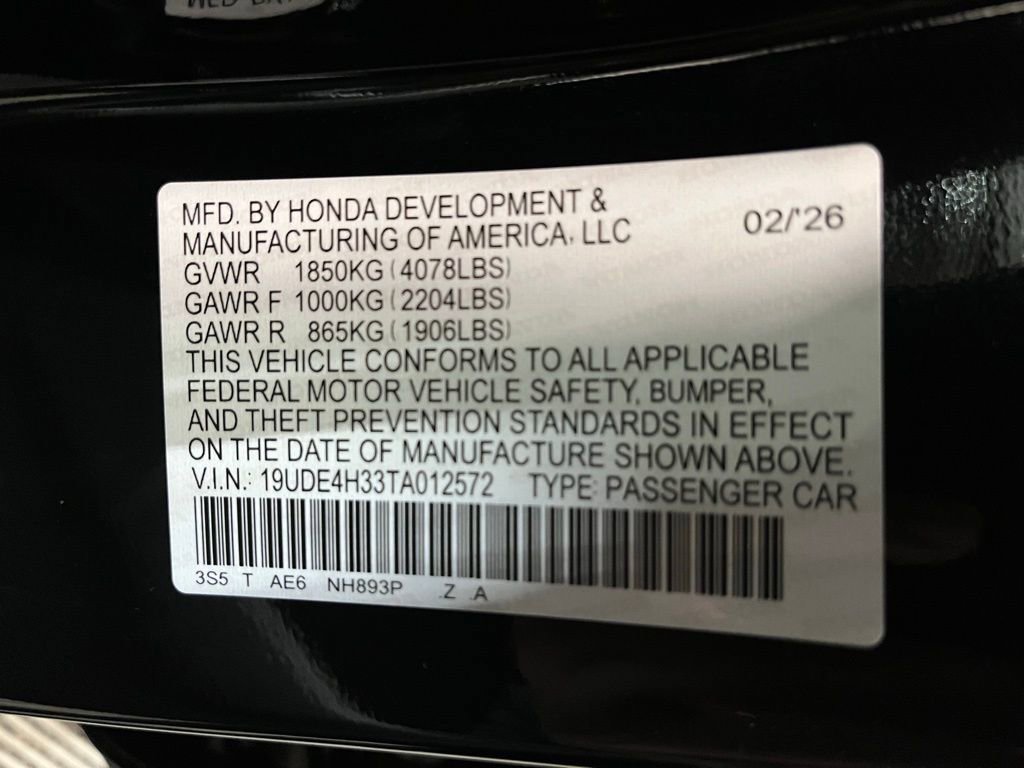 MFD. BY HONDA DEVELOPMENT &
MANUFACTURING OF AMERICA, LLC 02/'26
GVWR 1850KG (4078LBS)
GAWR F 1000KG (2204LBS)
GAWR R 865KG (1906LBS)
THIS VEHICLE CONFORMS TO ALL APPLICABLE
FEDERAL MOTOR VEHICLE SAFETY, BUMPER,
AND THEFT PREVENTION STANDARDS IN EFFECT
ON THE DATE OF MANUFACTURE SHOWN ABOVE.
V.I.N.: 19UDE4H33TA012572 TYPE: PASSENGER CAR
3S5 T AE6 NH893P .Z .A